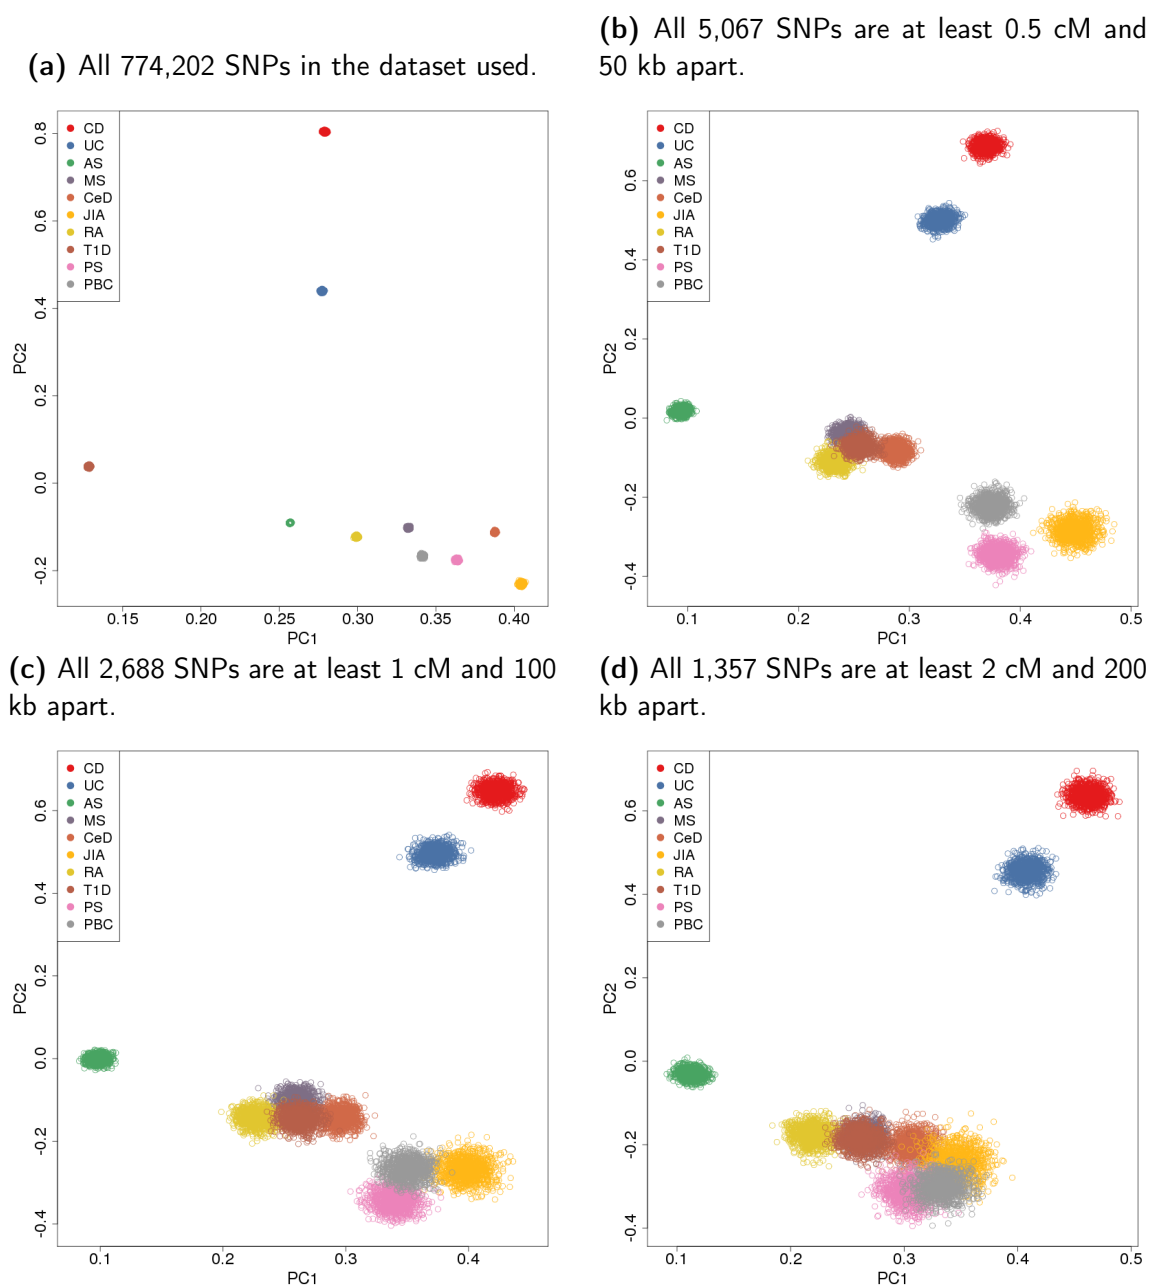 (a) All 774,202 SNPs in the dataset used.
CD
UC
AS
MS
CeD
JIA
RA
T1D
PS
PBC
0.8
0.6
0.4
0.2
0.0
-0.2
PC2
0.15
0.20
0.25
0.30
0.35
0.40
PC1
(b) All 5,067 SNPs are at least 0.5 cM and
50 kb apart.
CD
UC
AS
MS
CeD
JIA
RA
T1D
PS
PBC
0.6
0.4
0.2
0.0
-0.2
-0.4
PC2
0.1
0.2
0.3
0.4
0.5
PC1
(c) All 2,688 SNPs are at least 1 cM and 100
kb apart.
CD
UC
AS
MS
CeD
JIA
RA
T1D
PS
PBC
0.6
0.4
0.2
0.0
-0.2
-0.4
PC2
0.1
0.2
0.3
0.4
PC1
(d) All 1,357 SNPs are at least 2 cM and 200
kb apart.
CD
UC
AS
MS
CeD
JIA
RA
T1D
PS
PBC
0.6
0.4
0.2
0.0
-0.2
-0.4
PC2
0.1
0.2
0.3
0.4
0.5
PC1